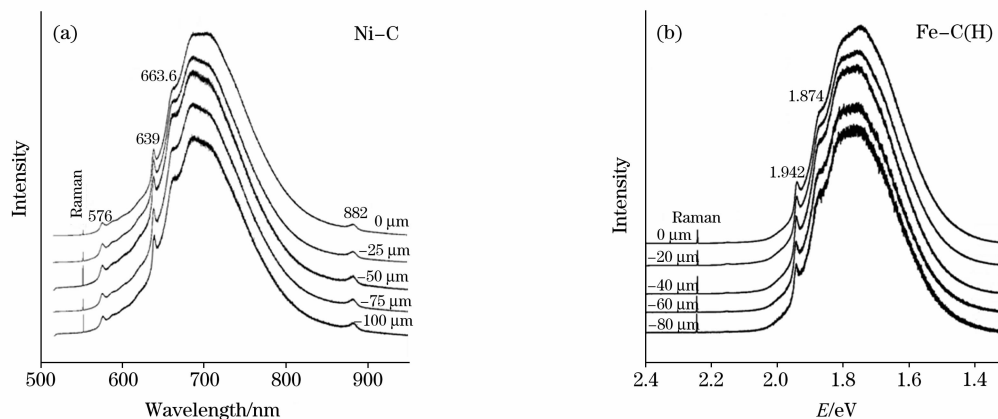 (a)
Ni–C
663.6
639
Raman
576
882
0 μm
–25 μm
–50 μm
–75 μm
–100 μm
Intensity
500
600
700
800
900
Wavelength/nm
(b)
Fe–C(H)
1.874
1.942
Raman
0 μm
–20 μm
–40 μm
–60 μm
–80 μm
Intensity
2.4
2.2
2.0
1.8
1.6
1.4
E/eV